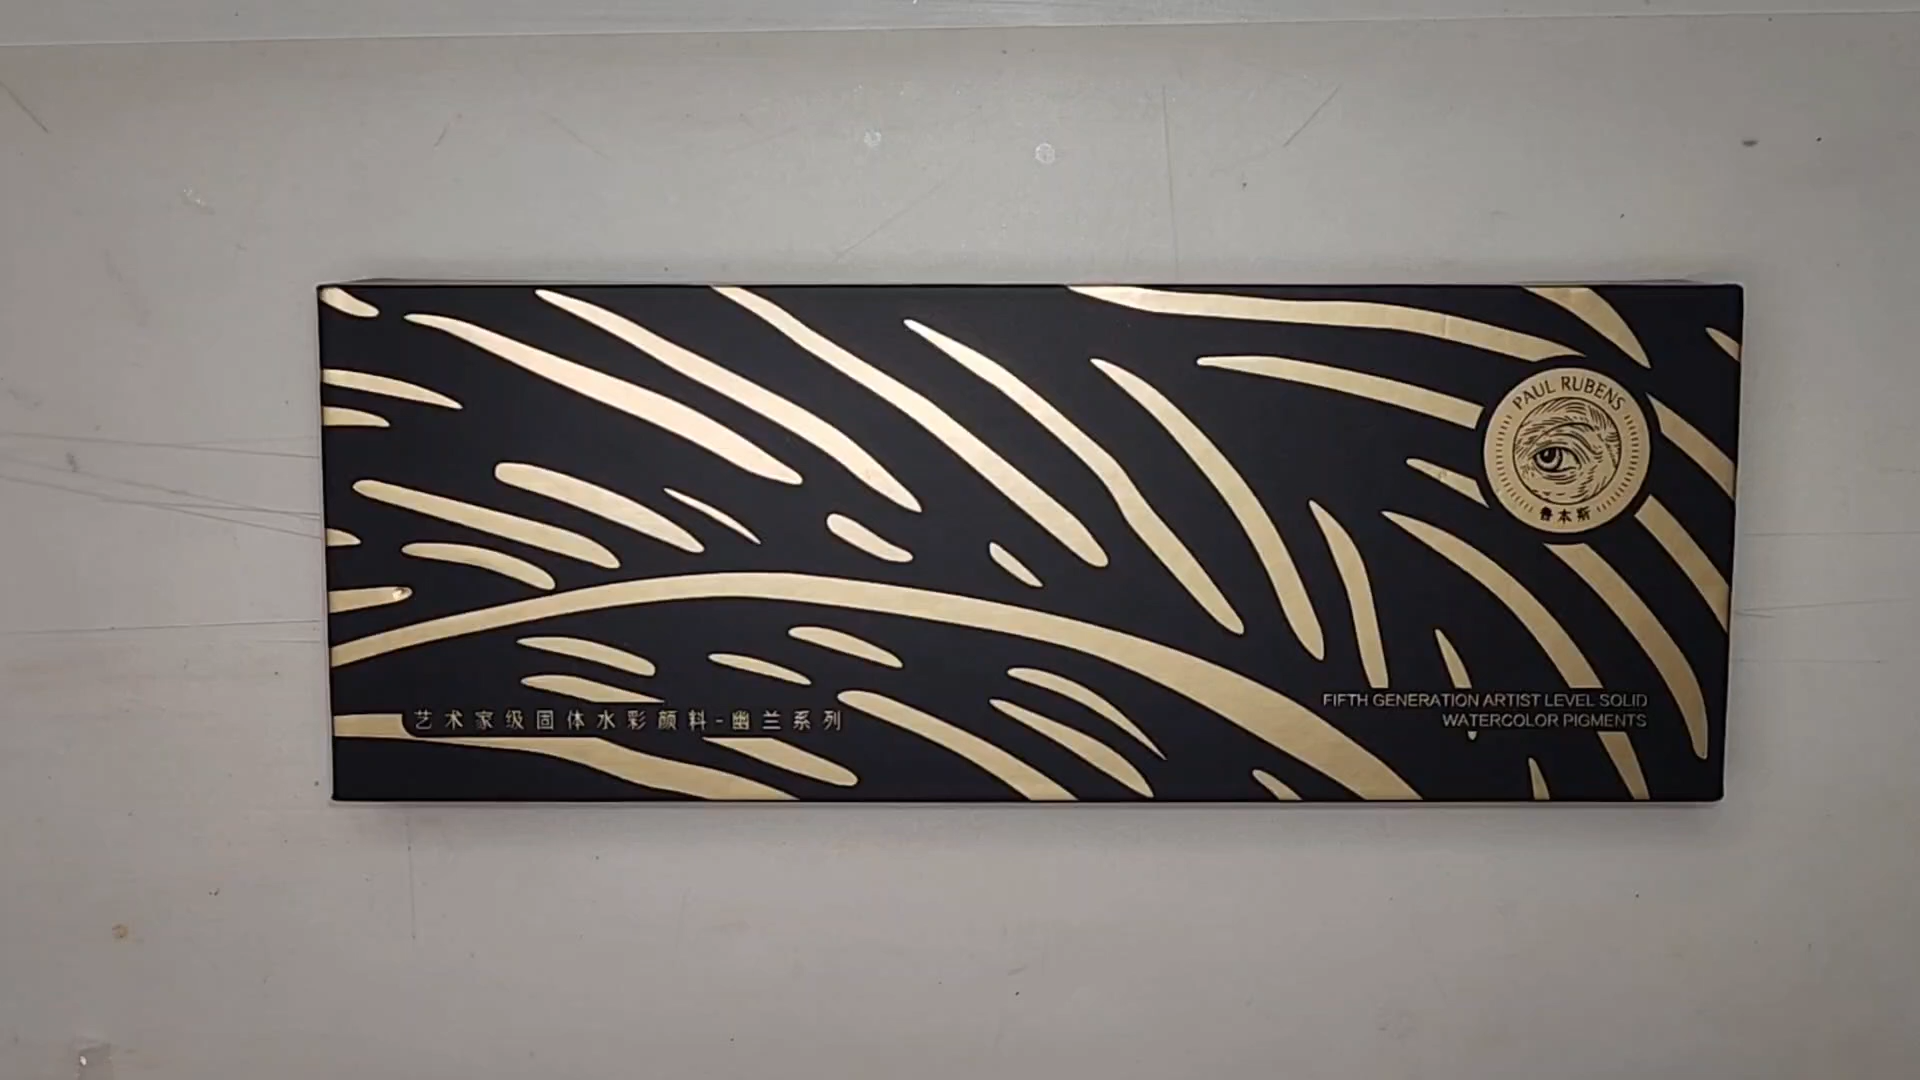 PAUL RUBENS
鲁本斯
艺术家级固体水彩颜料-幽兰系列
FIFTH GENERATION ARTIST LEVEL SOLID
WATERCOLOR PIGMENTS